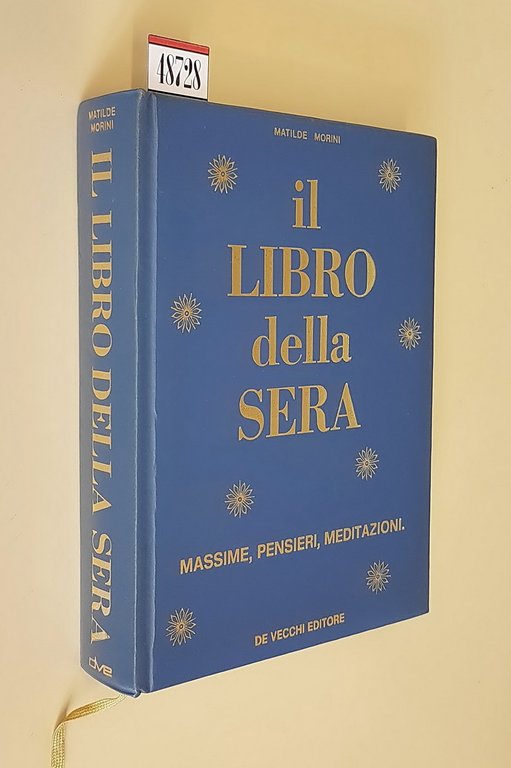 48728
MATILDE
MORINI
IL LIBRO DELLA SERA
dve
MATILDE MORINI
il
LIBRO
della
SERA
MASSIME, PENSIERI, MEDITAZIONI.
DE VECCHI EDITORE